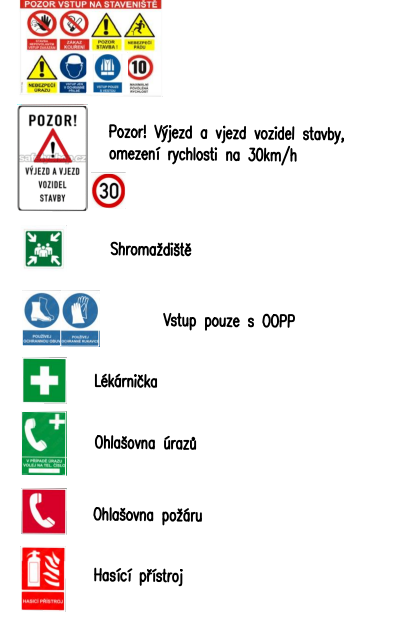 POZOR VSTUP NA STAVENIŠTĚ
ZÁKAZ
KOUŘENÍ
POZOR
STAVBA !
NEBEZPEČÍ
PÁDU
10
NEBEZPEČÍ
ÚRAZU
POZOR!
VÝJEZD A VJEZD
VOZIDEL
STAVBY
30
Pozor! Výjezd a vjezd vozidel stavby,
omezení rychlosti na 30km/h
Shromaždiště
POUŽÍVEJ
OCHRANNOU OBUV
POUŽÍVEJ
OCHRANNÉ RUKAVICE
Vstup pouze s OOPP
Lékárnička
V PŘÍPADĚ ÚRAZU
VOLEJ NA TEL. ČÍSLO
Ohlašovna úrazů
Ohlašovna požáru
HASICÍ PŘÍSTROJ
Hasící přístroj